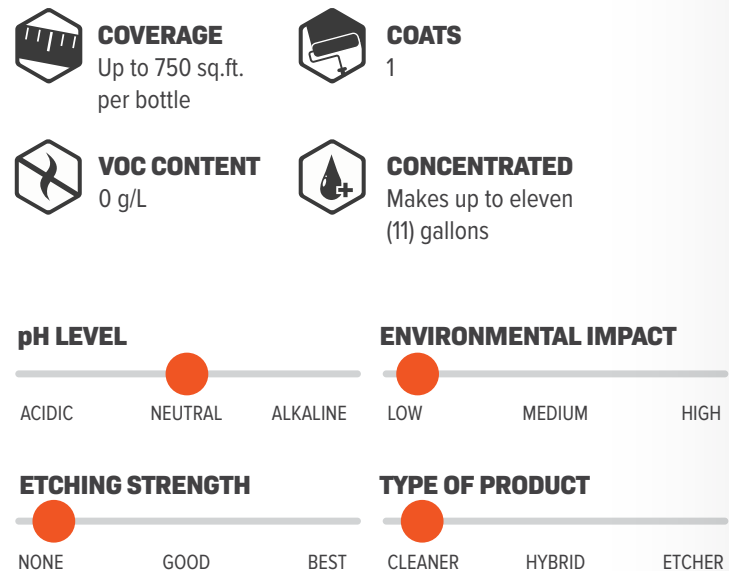 COVERAGE
Up to 750 sq.ft.
per bottle
COATS
1
VOC CONTENT
0 g/L
CONCENTRATED
Makes up to eleven
(11) gallons
pH LEVEL
ACIDIC NEUTRAL ALKALINE
ENVIRONMENTAL IMPACT
LOW MEDIUM HIGH
ETCHING STRENGTH
NONE GOOD BEST
TYPE OF PRODUCT
CLEANER HYBRID ETCHER